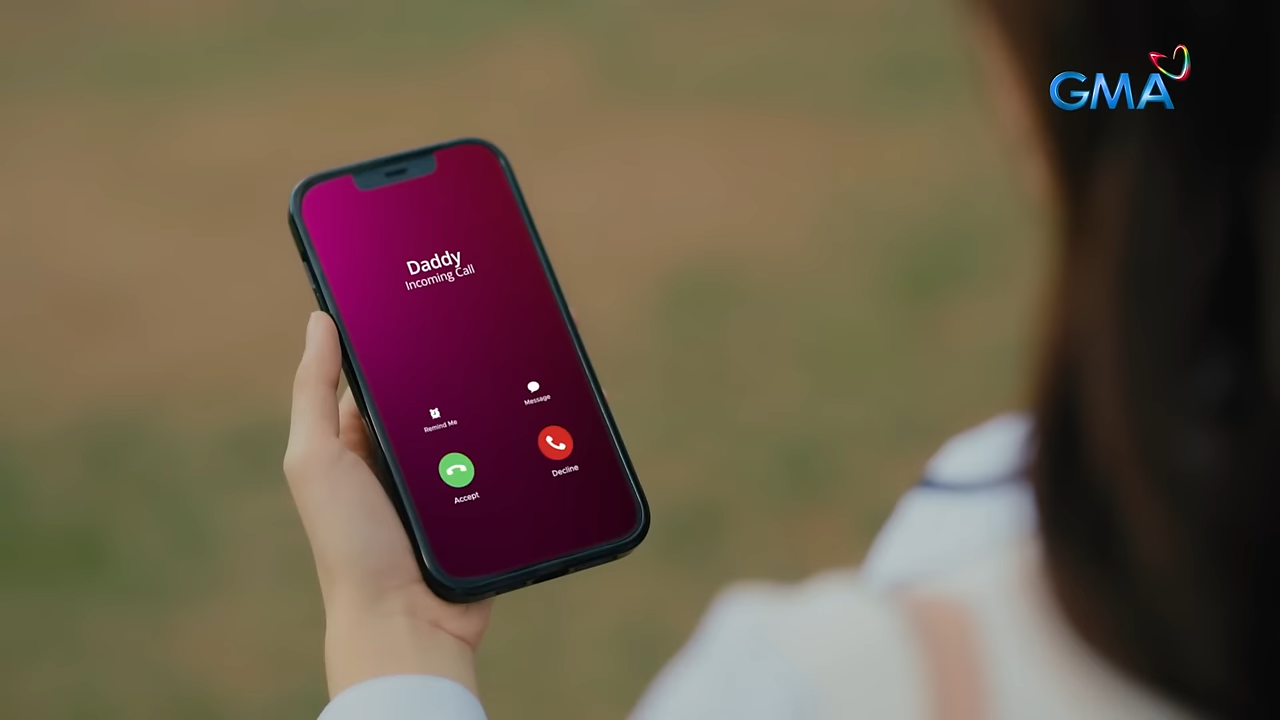 GMA
Daddy
Incoming Call
Message
Remind Me
Decline
Accept